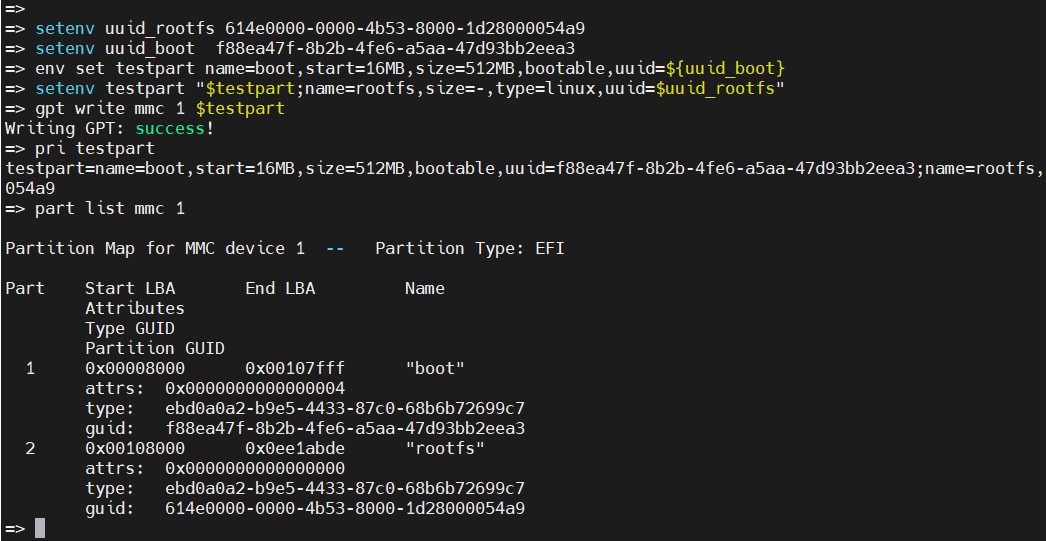 =>
=> setenv uuid_rootfs 614e0000-0000-4b53-8000-1d28000054a9
=> setenv uuid_boot  f88ea47f-8b2b-4fe6-a5aa-47d93bb2eea3
=> env set testpart name=boot,start=16MB,size=512MB,bootable,uuid=${uuid_boot}
=> setenv testpart "$testpart;name=rootfs,size=-,type=linux,uuid=$uuid_rootfs"
=> gpt write mmc 1 $testpart
Writing GPT: success!
=> pri testpart
testpart=name=boot,start=16MB,size=512MB,bootable,uuid=f88ea47f-8b2b-4fe6-a5aa-47d93bb2eea3;name=rootfs,
054a9
=> part list mmc 1
Partition Map for MMC device 1  --   Partition Type: EFI
Part    Start LBA       End LBA         Name
        Attributes
        Type GUID
        Partition GUID
  1     0x00008000      0x00107fff      "boot"
        attrs:  0x0000000000000004
        type:   ebd0a0a2-b9e5-4433-87c0-68b6b72699c7
        guid:   f88ea47f-8b2b-4fe6-a5aa-47d93bb2eea3
  2     0x00108000      0x0ee1abde      "rootfs"
        attrs:  0x0000000000000000
        type:   ebd0a0a2-b9e5-4433-87c0-68b6b72699c7
        guid:   614e0000-0000-4b53-8000-1d28000054a9
=>